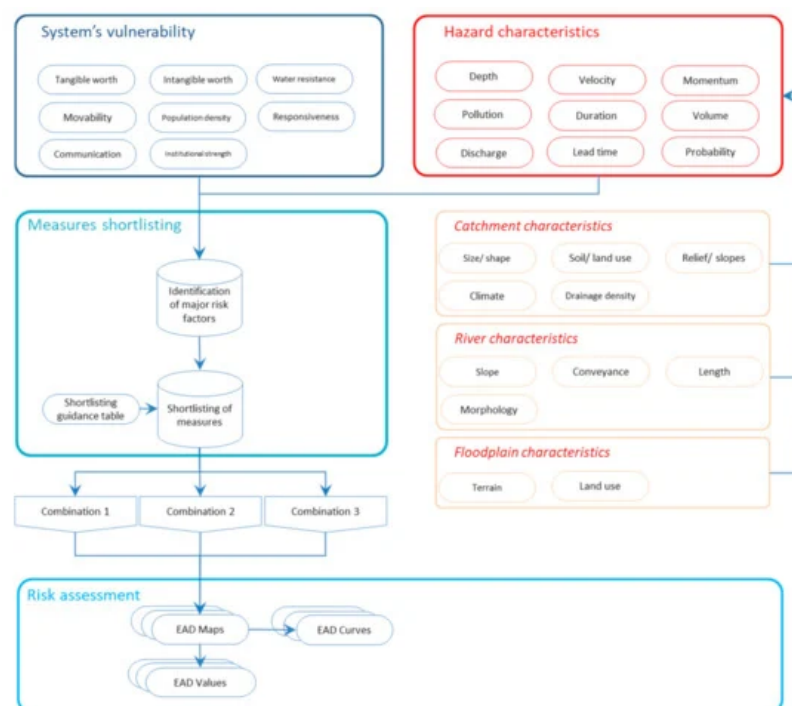 System's vulnerability
Tangible worth
Intangible worth
Water resistance
Movability
Population density
Responsiveness
Communication
Institutional strength
Hazard characteristics
Depth
Velocity
Momentum
Pollution
Duration
Volume
Discharge
Lead time
Probability
Measures shortlisting
Identification
of major risk
factors
Shortlisting
guidance table
Shortlisting of
measures
Catchment characteristics
Size/ shape
Soil/ land use
Relief/ slopes
Climate
Drainage density
River characteristics
Slope
Conveyance
Length
Morphology
Floodplain characteristics
Terrain
Land use
Combination 1
Combination 2
Combination 3
Risk assessment
EAD Maps
EAD Curves
EAD Values